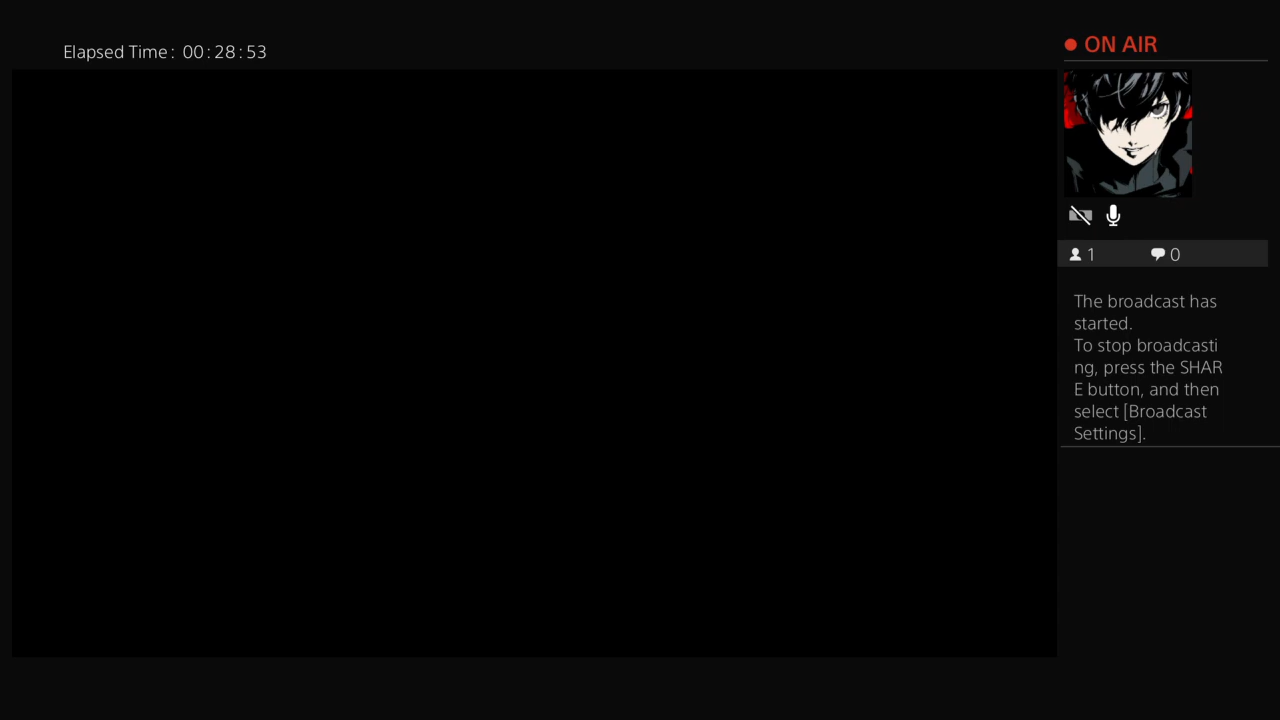 Elapsed Time: 00:28:53
ON AIR
1 0
The broadcast has
started.
To stop broadcasti
ng, press the SHAR
E button, and then
select [Broadcast
Settings].